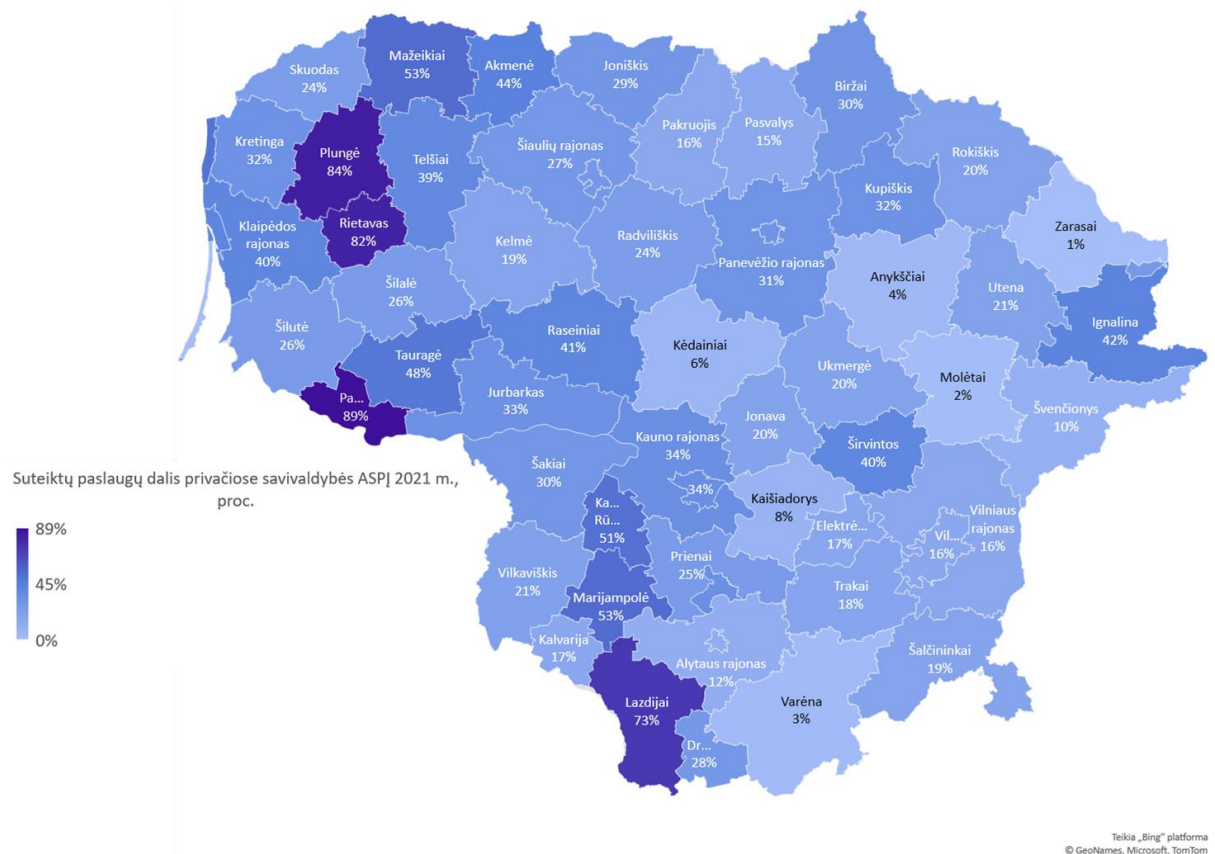 Mažeikiai
53%
Akmenė
44%
Joniškis
29%
Skuodas
24%
Biržai
30%
Pakruojis
16%
Pasvalys
15%
Kretinga
32%
Plungė
84%
Telšiai
39%
Šiaulių rajonas
27%
Rokiškis
20%
Kupiškis
32%
Rietavas
82%
Klaipėdos
rajonas
40%
Kelmė
19%
Radviliškis
24%
Zarasai
1%
Panevėžio rajonas
31%
Anykščiai
4%
Utena
21%
Šilalė
26%
Ignalina
42%
Šilutė
26%
Raseiniai
41%
Tauragė
48%
Kėdainiai
6%
Ukmergė
20%
Molėtai
2%
Jurbarkas
33%
Pa...
89%
Švenčionys
10%
Jonava
20%
Kauno rajonas
34%
Širvintos
40%
Šakiai
30%
34%
Kaišiadorys
8%
Suteiktų paslaugų dalis privačiose savivaldybės ASPĮ 2021 m.,
proc.
89%
45%
0%
Ka...
Rū...
51%
Elektrė...
17%
Vilniaus
rajonas
16%
Vil...
16%
Prienai
25%
Vilkaviškis
21%
Trakai
18%
Marijampolė
53%
Kalvarija
17%
Alytaus rajonas
12%
Šalčininkai
19%
Lazdijai
73%
Varėna
3%
Dr...
28%
Teikia „Bing“ platforma
© GeoNames, Microsoft, TomTom